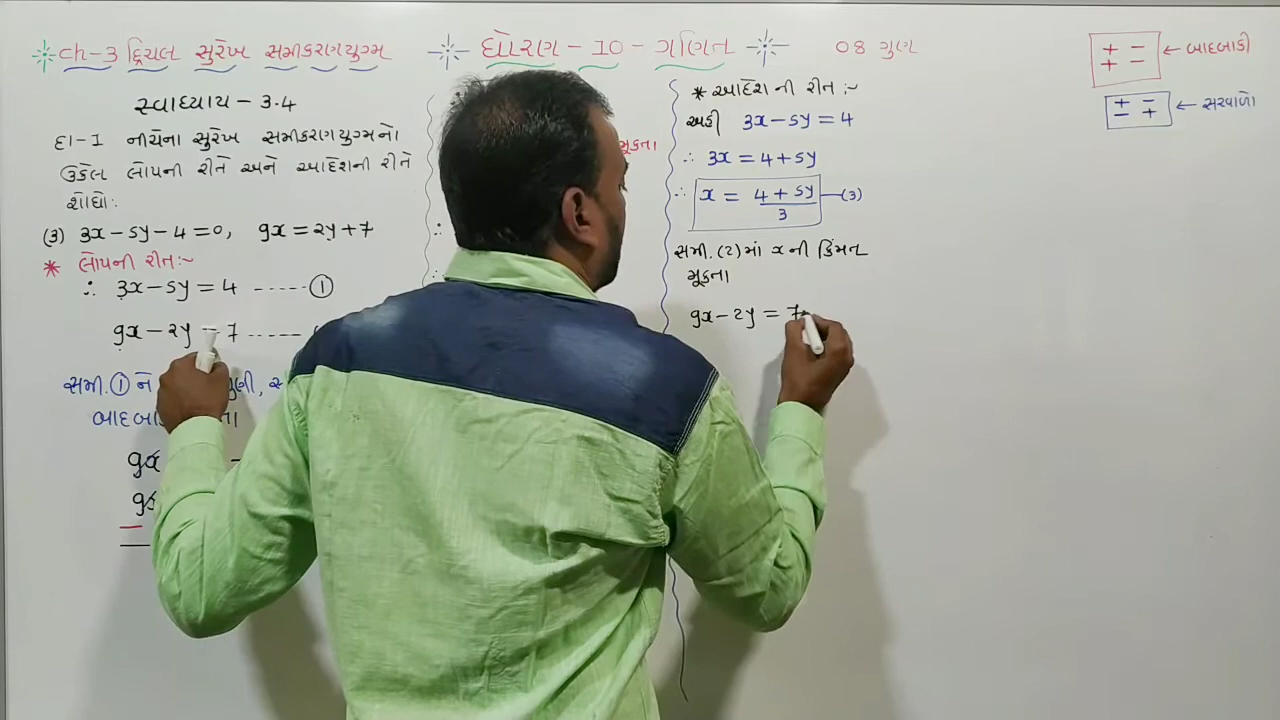 Ch-3 દ્વિચલ સુરેખ સમીકરણયુગ્મ
ધોરણ - 10 - ગણિત
08 ગુણ
સ્વાધ્યાય - 3.4
દા-1 નીચેના સુરેખ સમીકરણયુગ્મનો
ઉકેલ લોપની રીતે અને આદેશની રીતે
શોધો:
(3) 3x-5y-4=0, 9x=2y+7
* લોપની રીત:-
∴ 3x-5y=4 ----- ①
9x-2y=7 -----
સમી.① ને
9x
9x
મૂકતા
* આદેશ ની રીત:-
અહી 3x-5y=4
∴ 3x=4+5y
∴ x = (4+5y)/3 —(3)
સમી.(2)માં x ની કિંમત
મૂકતા
9x-2y=7
+ - ← બાદબાકી
+ -
+ - ← સરવાળો
- +